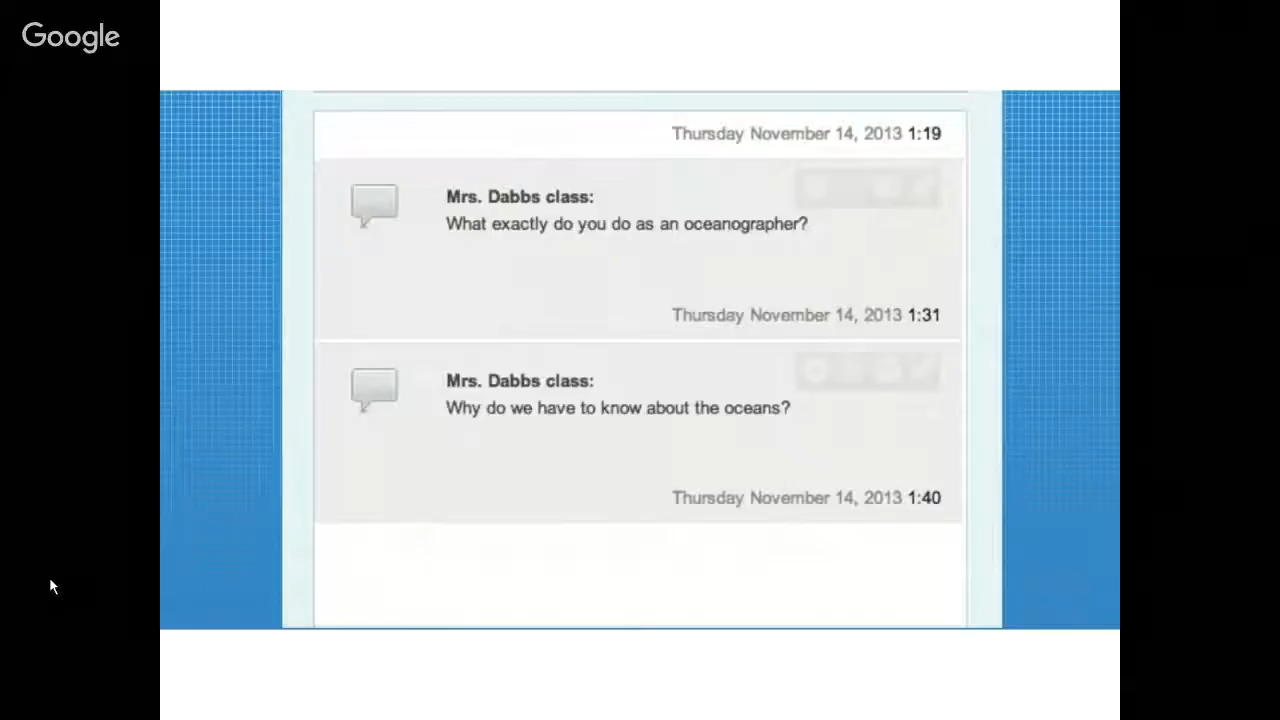 Google
Thursday November 14, 2013 1:19
Mrs. Dabbs class:
What exactly do you do as an oceanographer?
Thursday November 14, 2013 1:31
Mrs. Dabbs class:
Why do we have to know about the oceans?
Thursday November 14, 2013 1:40